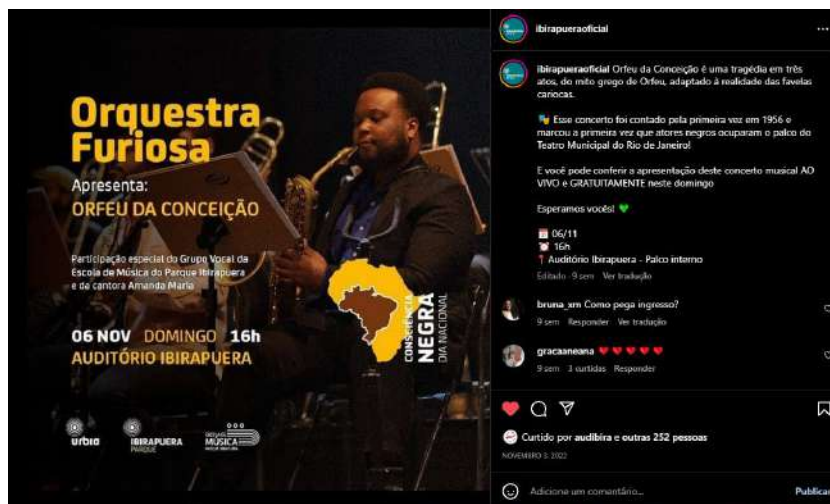 Orquestra
Furiosa
Apresenta:
ORFEU DA CONCEIÇÃO
Participação especial do Grupo Vocal da
Escola de Música do Parque Ibirapuera
e da cantora Amanda Maria
06 NOV DOMINGO 16h
AUDITÓRIO IBIRAPUERA
CONSCIÊNCIA
NEGRA
DIA NACIONAL
urbia
IBIRAPUERA
PARQUE
MÚSICA
ibirapueraoficial
ibirapueraoficial Orfeu da Conceição é uma tragédia em três
atos, do mito grego de Orfeu, adaptado à realidade das favelas
cariocas.
🎭 Esse concerto foi contado pela primeira vez em 1956 e
marcou a primeira vez que atores negros ocuparam o palco do
Teatro Municipal do Rio de Janeiro!
E você pode conferir a apresentação deste concerto musical AO
VIVO e GRATUITAMENTE neste domingo
Esperamos vocês! 💚
📅 06/11
⏰ 16h
📍 Auditório Ibirapuera - Palco interno
Editado · 9 sem Ver tradução
bruna_xm Como pega ingresso?
9 sem Responder Ver tradução
gracaaneana ❤️❤️❤️❤️❤️
9 sem 3 curtidas Responder
Curtido por audibira e outras 252 pessoas
NOVEMBRO 3, 2022
Adicione um comentário...
Publicar